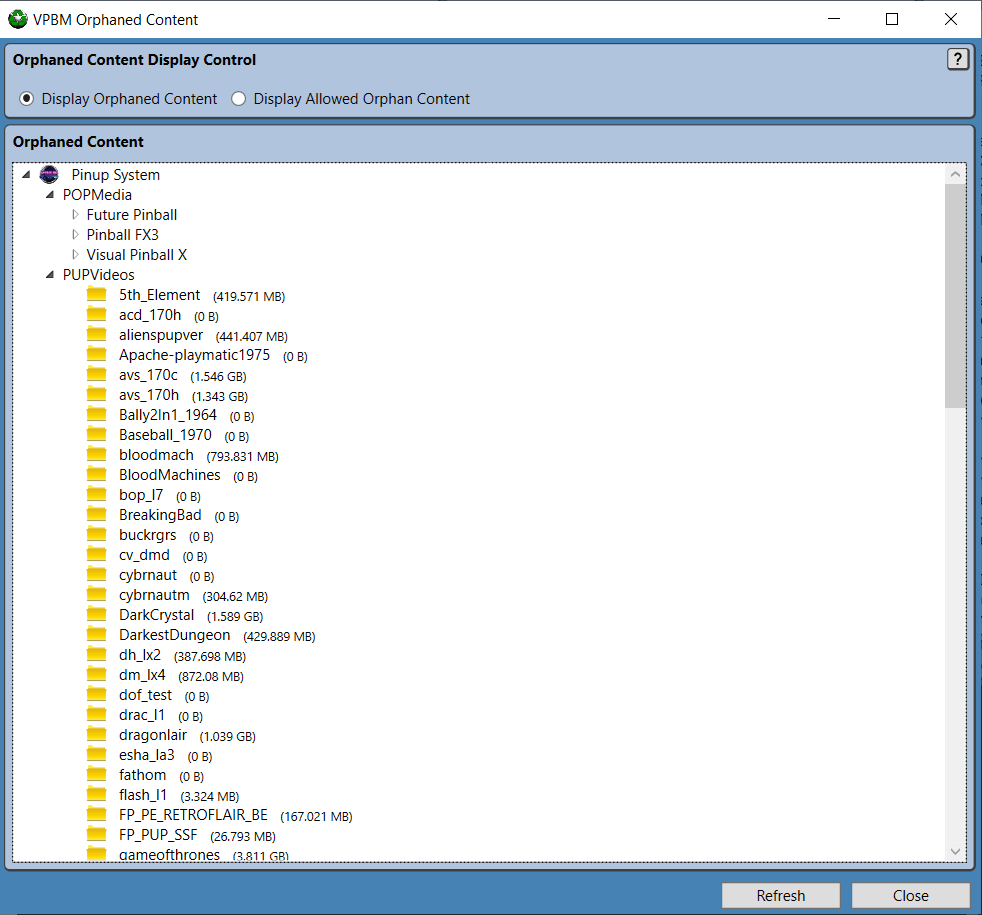 VPBM Orphaned Content
Orphaned Content Display Control
?
Display Orphaned Content Display Allowed Orphan Content
Orphaned Content
Pinup System
POPMedia
Future Pinball
Pinball FX3
Visual Pinball X
PUPVideos
5th_Element (419.571 MB)
acd_170h (0 B)
alienspupver (441.407 MB)
Apache-playmatic1975 (0 B)
avs_170c (1.546 GB)
avs_170h (1.343 GB)
Bally2In1_1964 (0 B)
Baseball_1970 (0 B)
bloodmach (793.831 MB)
BloodMachines (0 B)
bop_l7 (0 B)
BreakingBad (0 B)
buckrgrs (0 B)
cv_dmd (0 B)
cybrnaut (0 B)
cybrnautm (304.62 MB)
DarkCrystal (1.589 GB)
DarkestDungeon (429.889 MB)
dh_lx2 (387.698 MB)
dm_lx4 (872.08 MB)
dof_test (0 B)
drac_l1 (0 B)
dragonlair (1.039 GB)
esha_la3 (0 B)
fathom (0 B)
flash_l1 (3.324 MB)
FP_PE_RETROFLAIR_BE (167.021 MB)
FP_PUP_SSF (26.793 MB)
gameofthrones (3.811 GB)
Refresh Close